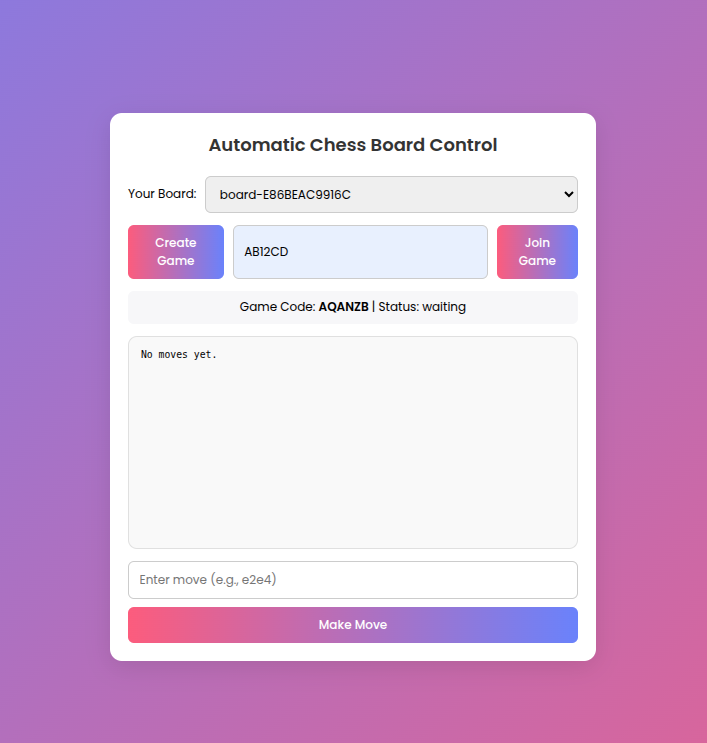 Automatic Chess Board Control
Your Board: board-E86BEAC9916C
Create
Game
AB12CD
Join
Game
Game Code: AQANZB | Status: waiting
No moves yet.
Enter move (e.g., e2e4)
Make Move